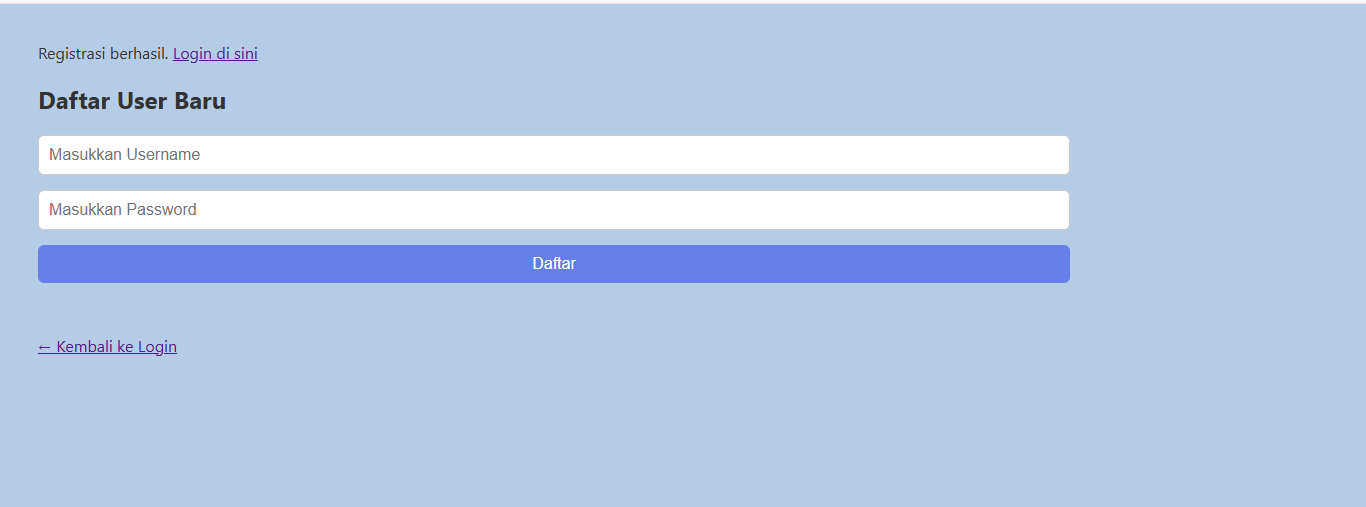 Registrasi berhasil. Login di sini
Daftar User Baru
Masukkan Username
Masukkan Password
Daftar
← Kembali ke Login